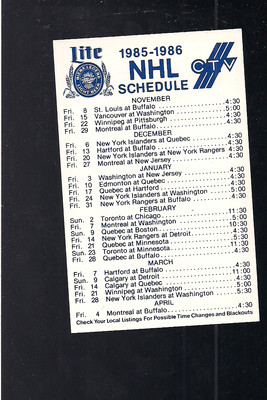 Lite
1985-1986
NHL
SCHEDULE
CTV
NOVEMBER
Fri. 8 St. Louis at Buffalo 4:30
Fri. 15 Vancouver at Washington 5:00
Fri. 22 Winnipeg at Pittsburgh 4:30
Fri. 29 Montreal at Buffalo 4:30
DECEMBER
Fri. 6 New York Islanders at Quebec 4:30
Fri. 13 Hartford at Buffalo 4:30
Fri. 20 New York Islanders at New York Rangers 4:30
Fri. 27 Montreal at New Jersey 4:30
JANUARY
Fri. 3 Washington at New Jersey 4:30
Fri. 10 Edmonton at Quebec 4:30
Fri. 17 Quebec at Hartford 4:30
Fri. 24 New York Islanders at Washington 5:00
Fri. 31 New York Rangers at Washington 4:30
FEBRUARY
Sun. 2 Toronto at Chicago 11:30
Fri. 7 Montreal at Washington 5:00
Sun. 9 Quebec at Boston 10:30
Fri. 14 New York Rangers at Detroit 4:30
Fri. 21 Quebec at Minnesota 5:30
Sun. 23 Toronto at Minnesota 11:30
Fri. 28 Quebec at Buffalo 4:30
MARCH
Fri. 7 Hartford at Buffalo 4:30
Sun. 9 Calgary at Detroit 11:00
Fri. 14 Calgary at Quebec 4:30
Fri. 21 Winnipeg at Washington 5:30
Fri. 28 New York Islanders at Washington 5:30
APRIL
Fri. 4 Montreal at Buffalo 4:30
Check Your Local Listings For Possible Time Changes and Blackouts